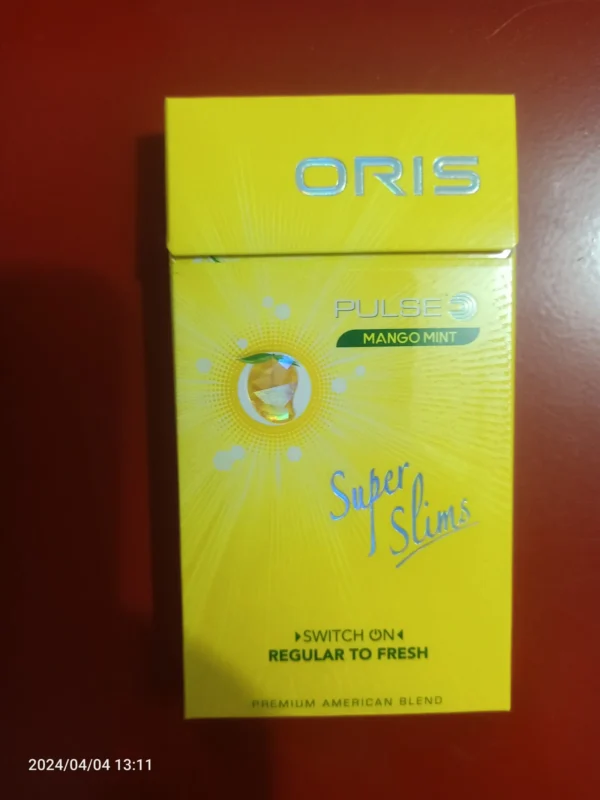 ORIS
PULSE
MANGO MINT
Super
Slims
SWITCH ON
REGULAR TO FRESH
PREMIUM AMERICAN BLEND
2024/04/04 13:11